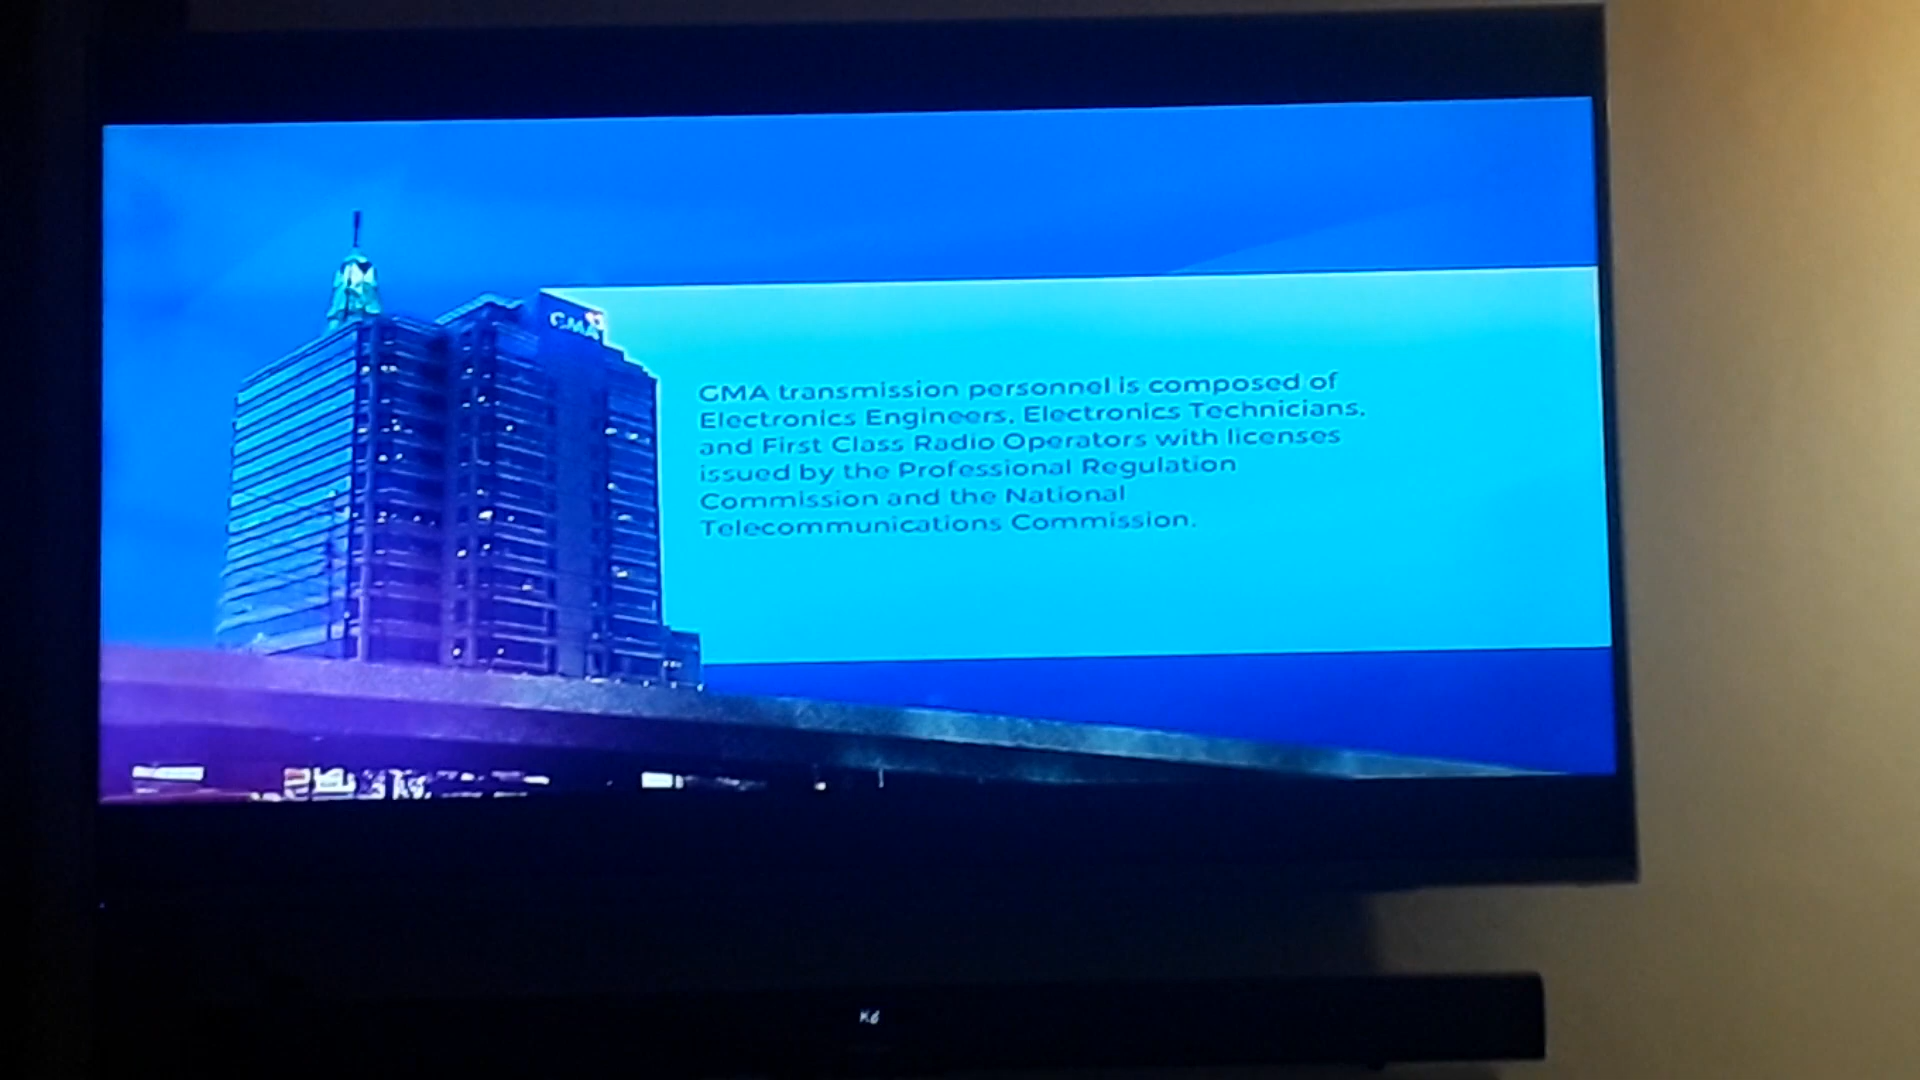 GMA
GMA transmission personnel is composed of
Electronics Engineers, Electronics Technicians,
and First Class Radio Operators with licenses
issued by the Professional Regulation
Commission and the National
Telecommunications Commission.